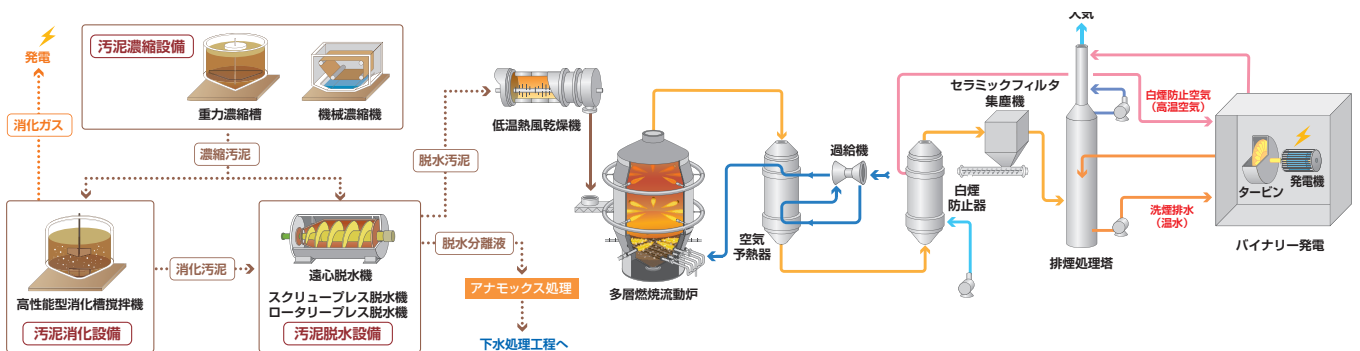 発電
消化ガス
汚泥濃縮設備
重力濃縮槽
機械濃縮機
濃縮汚泥
高性能型消化槽撹拌機
汚泥消化設備
消化汚泥
遠心脱水機
スクリュープレス脱水機
ロータリープレス脱水機
汚泥脱水設備
脱水汚泥
脱水分離液
アナモックス処理
下水処理工程へ
低温熱風乾燥機
多層燃焼流動炉
空気
予熱器
過給機
白煙
防止器
セラミックフィルタ
集塵機
大気
排煙処理塔
白煙防止空気
(高温空気)
洗煙排水
(温水)
タービン
発電機
バイナリー発電